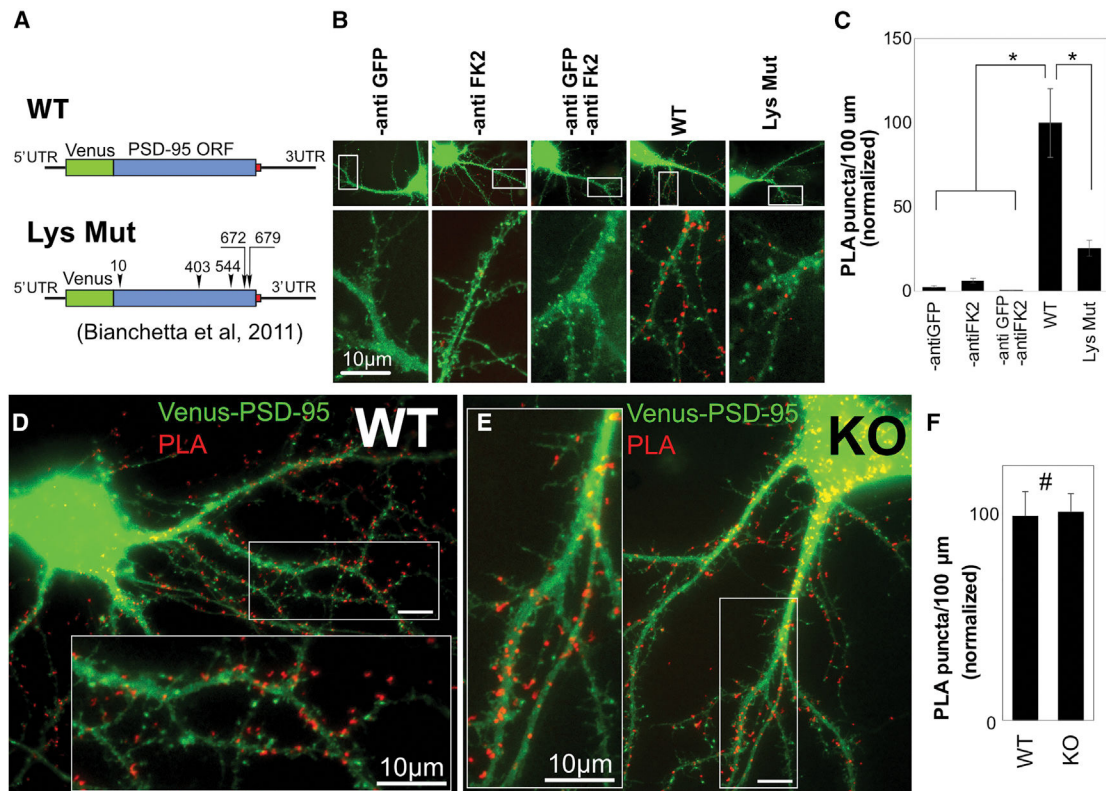 A
WT
Venus PSD-95 ORF
5'UTR
3UTR
Lys Mut
672 679
10
403 544
Venus
5'UTR
3'UTR
(Bianchetta et al, 2011)
B
-anti GFP
-anti FK2
-anti GFP
-anti Fk2
WT
Lys Mut
10µm
C
PLA puncta/100 um
(normalized)
150
100
50
0
*
*
-antiGFP
-antiFK2
-anti GFP
-antiFK2
WT
Lys Mut
D
Venus-PSD-95
PLA
WT
10µm
E
Venus-PSD-95
PLA
KO
10µm
F
PLA puncta/100 µm
(normalized)
100
0
#
WT
KO